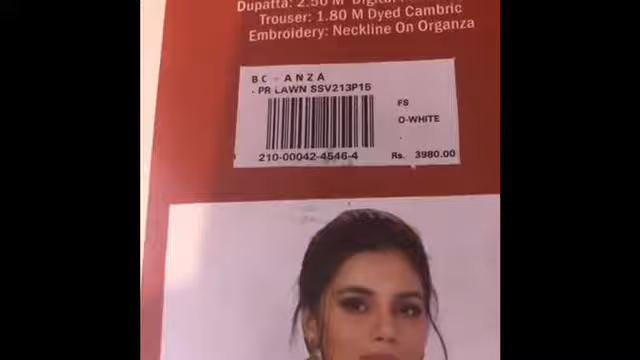 Dupatta: 2.50 M Digital
Trouser: 1.80 M Dyed Cambric
Embroidery: Neckline On Organza
B O ANZA
PR LAWN SSV213P15
FS
O-WHITE
210-00042-4546-4
Rs. 3980.00